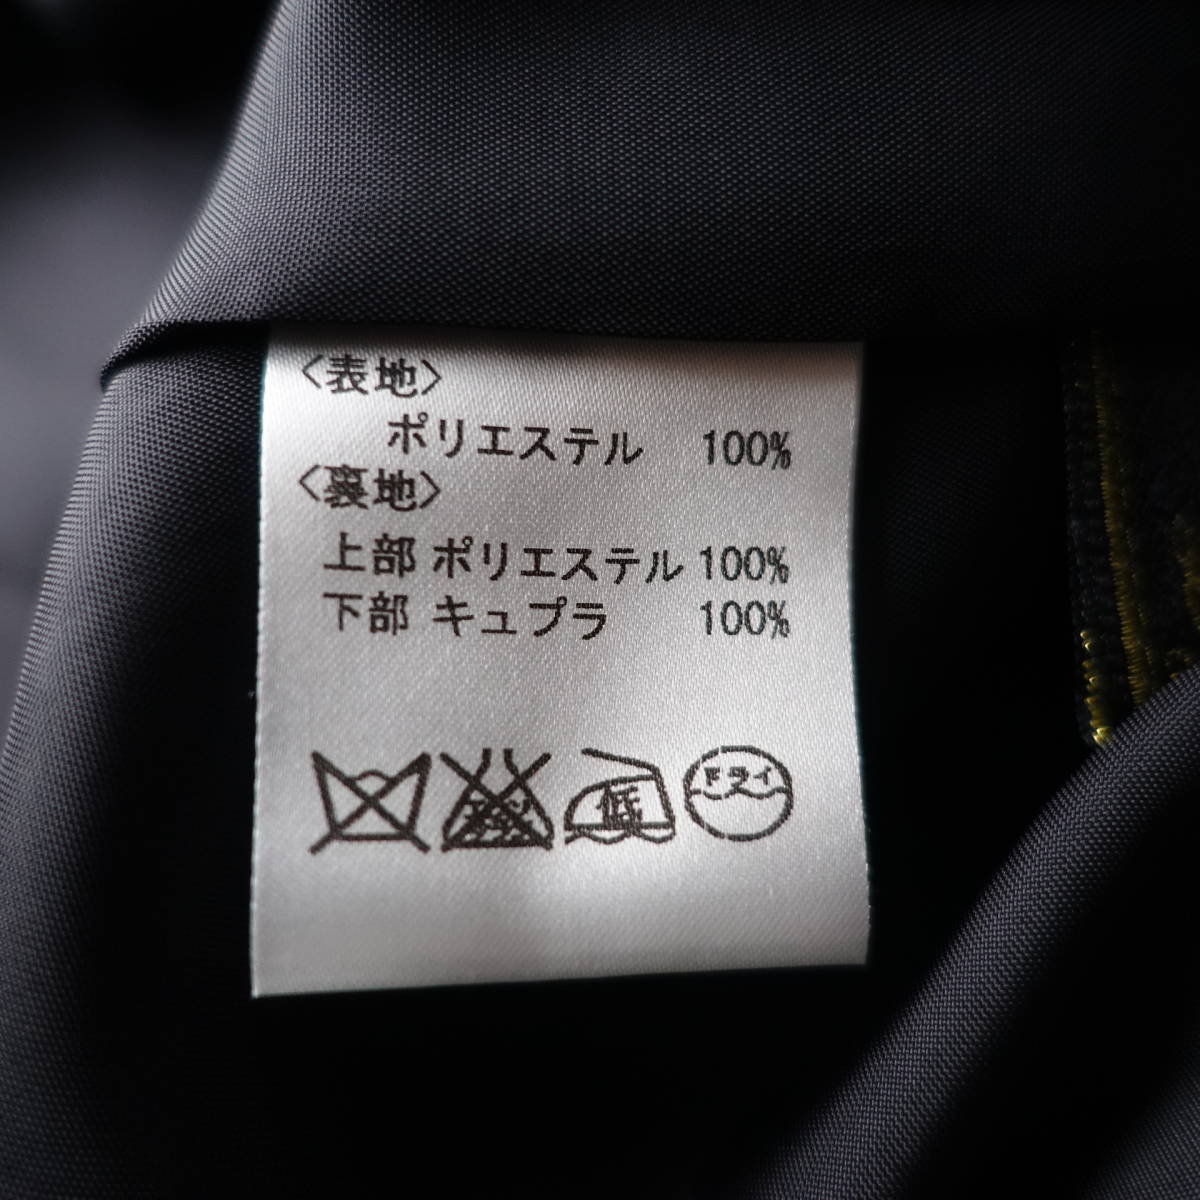 〈表地〉
ポリエステル 100%
〈裏地〉
上部 ポリエステル 100%
下部 キュプラ 100%
低 ドライ